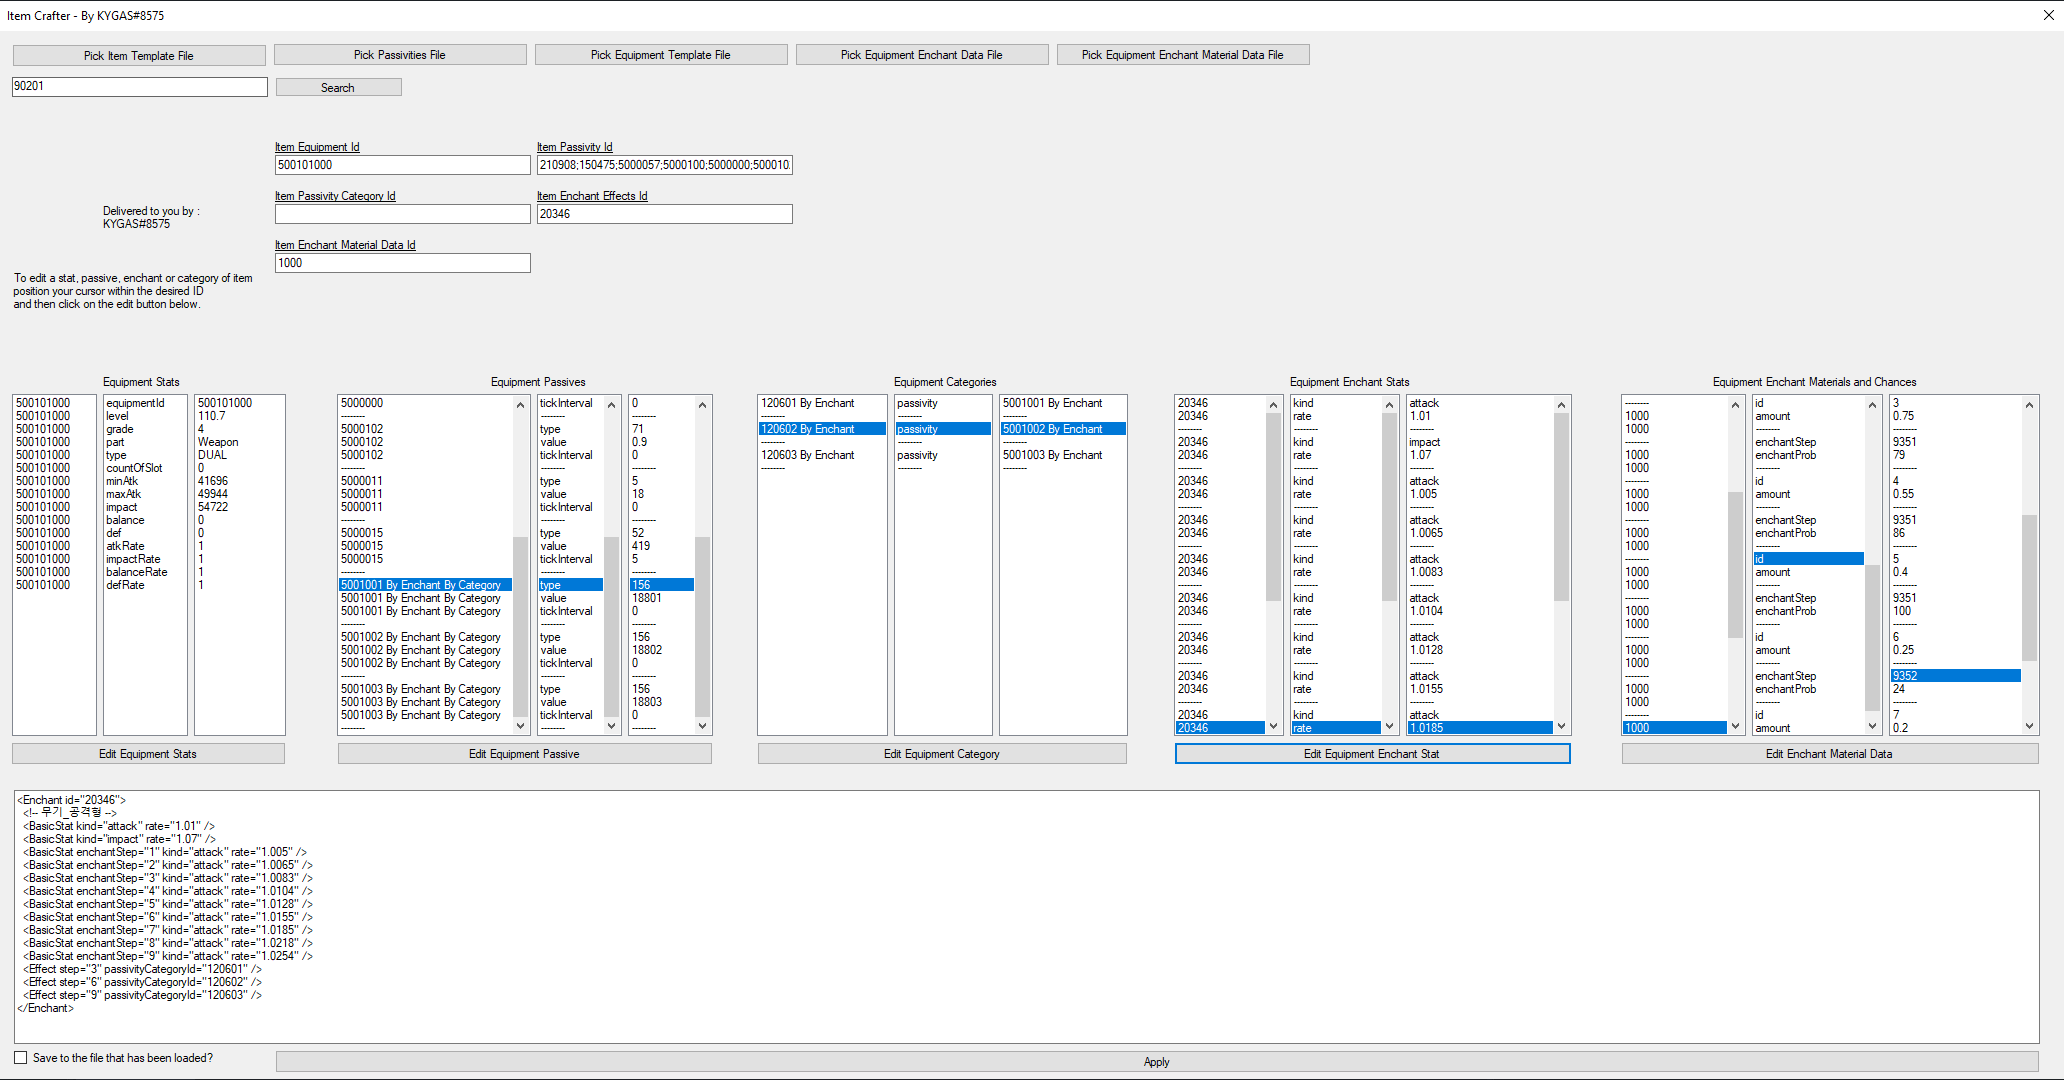 Item Crafter - By KYGAS#8575
Pick Item Template File
Pick Passivities File
Pick Equipment Template File
Pick Equipment Enchant Data File
Pick Equipment Enchant Material Data File
90201
Search
Item Equipment Id
Item Passivity Id
500101000
210908;150475;5000057;5000100;5000000;500010
Item Passivity Category Id
Item Enchant Effects Id
20346
Delivered to you by :
KYGAS#8575
Item Enchant Material Data Id
1000
To edit a stat, passive, enchant or category of item
position your cursor within the desired ID
and then click on the edit button below.
Equipment Stats
500101000 equipmentId 500101000
500101000 level 110.7
500101000 grade 4
500101000 part Weapon
500101000 type DUAL
500101000 countOfSlot 0
500101000 minAtk 41696
500101000 maxAtk 49944
500101000 impact 54722
500101000 balance 0
500101000 def 0
500101000 atkRate 1
500101000 impactRate 1
500101000 balanceRate 1
500101000 defRate 1
Edit Equipment Stats
Equipment Passives
5000000 tickInterval 0
-------- -------- --------
5000102 type 71
5000102 value 0.9
5000102 tickInterval 0
-------- -------- --------
5000011 type 5
5000011 value 18
5000011 tickInterval 0
-------- -------- --------
5000015 type 52
5000015 value 419
5000015 tickInterval 5
-------- -------- --------
5001001 By Enchant By Category type 156
5001001 By Enchant By Category value 18801
5001001 By Enchant By Category tickInterval 0
-------- -------- --------
5001002 By Enchant By Category type 156
5001002 By Enchant By Category value 18802
5001002 By Enchant By Category tickInterval 0
-------- -------- --------
5001003 By Enchant By Category type 156
5001003 By Enchant By Category value 18803
5001003 By Enchant By Category tickInterval 0
-------- -------- --------
Edit Equipment Passive
Equipment Categories
120601 By Enchant passivity 5001001 By Enchant
-------- -------- --------
120602 By Enchant passivity 5001002 By Enchant
-------- -------- --------
120603 By Enchant passivity 5001003 By Enchant
-------- -------- --------
Edit Equipment Category
Equipment Enchant Stats
20346 kind attack
20346 rate 1.01
-------- -------- --------
20346 kind impact
20346 rate 1.07
-------- -------- --------
20346 kind attack
20346 rate 1.005
-------- -------- --------
20346 kind attack
20346 rate 1.0065
-------- -------- --------
20346 kind attack
20346 rate 1.0083
-------- -------- --------
20346 kind attack
20346 rate 1.0104
-------- -------- --------
20346 kind attack
20346 rate 1.0128
-------- -------- --------
20346 kind attack
20346 rate 1.0155
-------- -------- --------
20346 kind attack
20346 rate 1.0185
Edit Equipment Enchant Stat
Equipment Enchant Materials and Chances
-------- id 3
1000 amount 0.75
1000 -------- --------
-------- enchantStep 9351
1000 enchantProb 79
1000 -------- --------
-------- id 4
1000 amount 0.55
1000 -------- --------
-------- enchantStep 9351
1000 enchantProb 86
1000 -------- --------
-------- id 5
1000 amount 0.4
1000 -------- --------
-------- enchantStep 9351
1000 enchantProb 100
1000 -------- --------
-------- id 6
1000 amount 0.25
1000 -------- --------
-------- enchantStep 9352
1000 enchantProb 24
1000 -------- --------
-------- id 7
1000 amount 0.2
Edit Enchant Material Data
<Enchant id="20346">
<!-- 무기_공격형 -->
<BasicStat kind="attack" rate="1.01" />
<BasicStat kind="impact" rate="1.07" />
<BasicStat enchantStep="1" kind="attack" rate="1.005" />
<BasicStat enchantStep="2" kind="attack" rate="1.0065" />
<BasicStat enchantStep="3" kind="attack" rate="1.0083" />
<BasicStat enchantStep="4" kind="attack" rate="1.0104" />
<BasicStat enchantStep="5" kind="attack" rate="1.0128" />
<BasicStat enchantStep="6" kind="attack" rate="1.0155" />
<BasicStat enchantStep="7" kind="attack" rate="1.0185" />
<BasicStat enchantStep="8" kind="attack" rate="1.0218" />
<BasicStat enchantStep="9" kind="attack" rate="1.0254" />
<Effect step="3" passivityCategoryId="120601" />
<Effect step="6" passivityCategoryId="120602" />
<Effect step="9" passivityCategoryId="120603" />
</Enchant>
Save to the file that has been loaded?
Apply